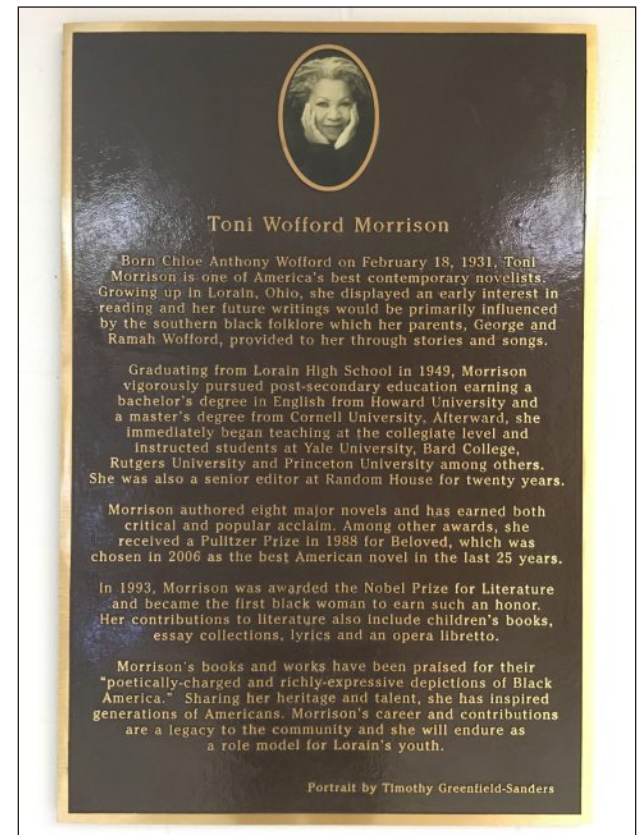 Toni Wofford Morrison
Born Chloe Anthony Wofford on February 18, 1931, Toni
Morrison is one of America's best contemporary novelists.
Growing up in Lorain, Ohio, she displayed an early interest in
reading and her future writings would be primarily influenced
by the southern black folklore which her parents, George and
Ramah Wofford, provided to her through stories and songs.
Graduating from Lorain High School in 1949, Morrison
vigorously pursued post-secondary education earning a
bachelor's degree in English from Howard University and
a master's degree from Cornell University. Afterward, she
immediately began teaching at the collegiate level and
instructed students at Yale University, Bard College,
Rutgers University and Princeton University among others.
She was also a senior editor at Random House for twenty years.
Morrison authored eight major novels and has earned both
critical and popular acclaim. Among other awards, she
received a Pulitzer Prize in 1988 for Beloved, which was
chosen in 2006 as the best American novel in the last 25 years.
In 1993, Morrison was awarded the Nobel Prize for Literature
and became the first black woman to earn such an honor.
Her contributions to literature also include children's books,
essay collections, lyrics and an opera libretto.
Morrison's books and works have been praised for their
"poetically-charged and richly-expressive depictions of Black
America." Sharing her heritage and talent, she has inspired
generations of Americans. Morrison's career and contributions
are a legacy to the community and she will endure as
a role model for Lorain's youth.
Portrait by Timothy Greenfield-Sanders